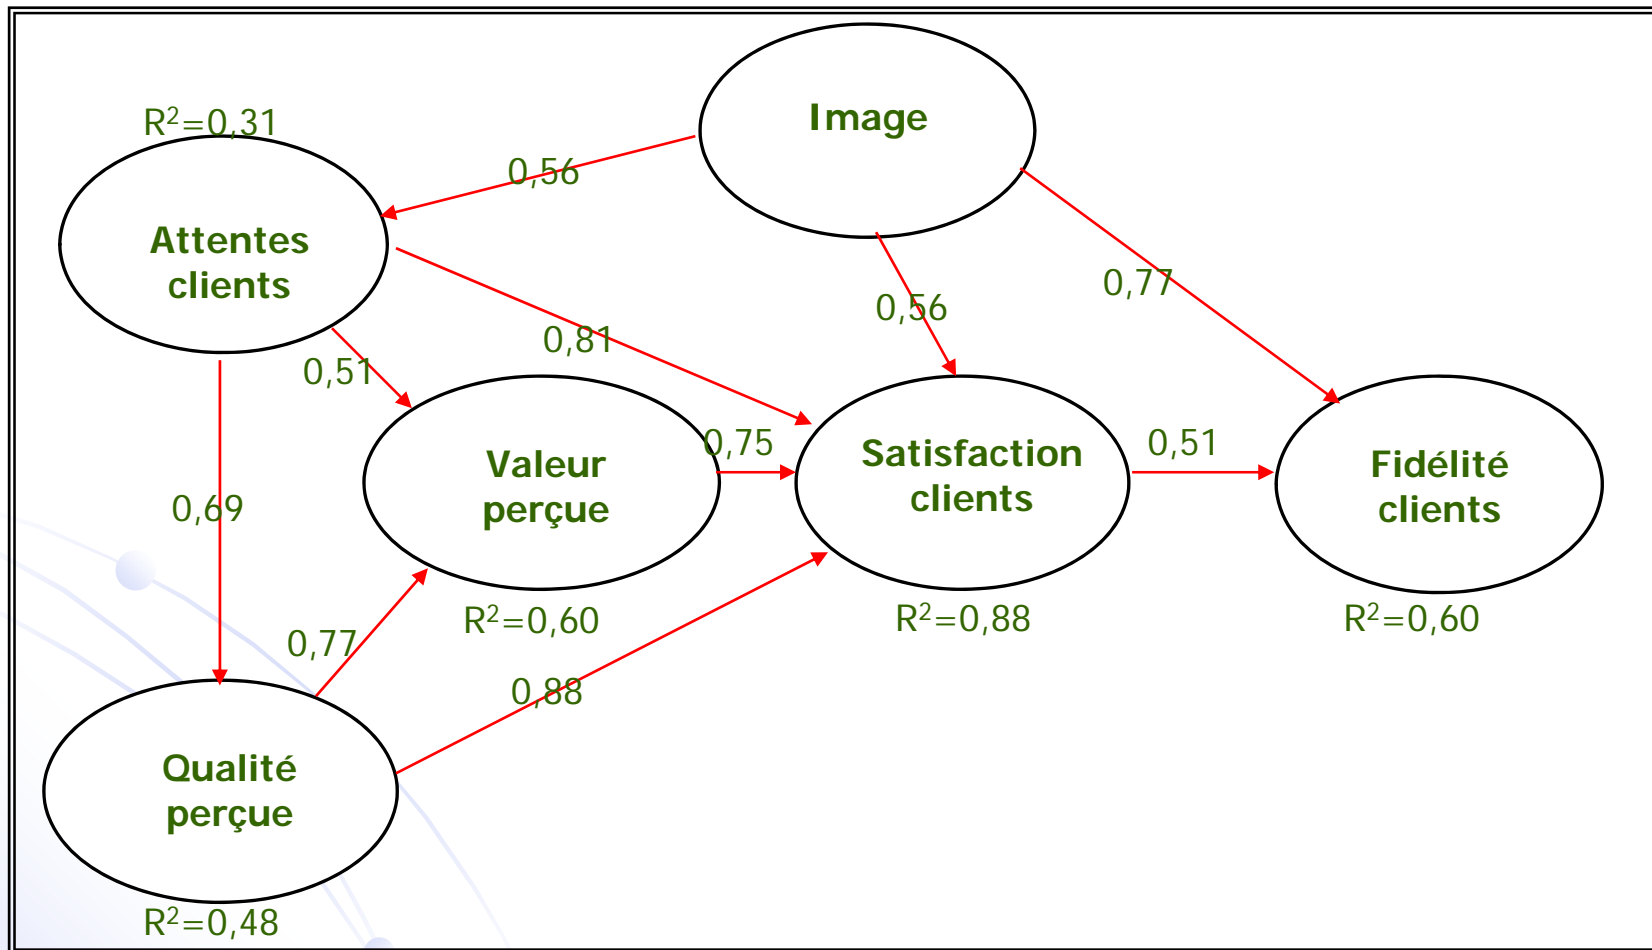 Image
R²=0,31
0,56
Attentes
clients
0,77
0,56
0,81
0,51
0,75
Valeur
perçue
Satisfaction
clients
0,51
Fidélité
clients
0,69
R²=0,60
R²=0,88
R²=0,60
0,77
0,88
Qualité
perçue
R²=0,48